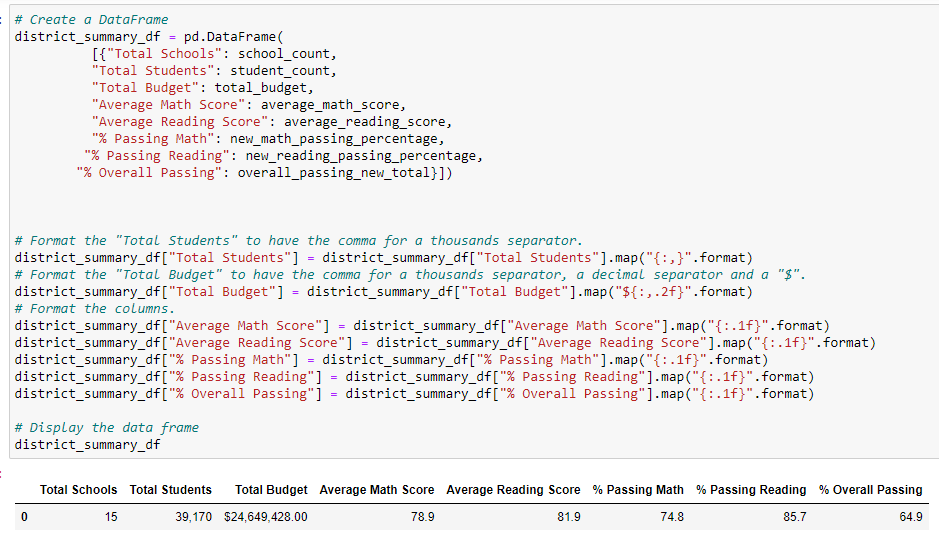 # Create a DataFrame
district_summary_df = pd.DataFrame(
[{"Total Schools": school_count,
"Total Students": student_count,
"Total Budget": total_budget,
"Average Math Score": average_math_score,
"Average Reading Score": average_reading_score,
"% Passing Math": new_math_passing_percentage,
"% Passing Reading": new_reading_passing_percentage,
"% Overall Passing": overall_passing_new_total}])
# Format the "Total Students" to have the comma for a thousands separator.
district_summary_df["Total Students"] = district_summary_df["Total Students"].map("{:,}".format)
# Format the "Total Budget" to have the comma for a thousands separator, a decimal separator and a "$".
district_summary_df["Total Budget"] = district_summary_df["Total Budget"].map("${:,.2f}".format)
# Format the columns.
district_summary_df["Average Math Score"] = district_summary_df["Average Math Score"].map("{:.1f}".format)
district_summary_df["Average Reading Score"] = district_summary_df["Average Reading Score"].map("{:.1f}".format)
district_summary_df["% Passing Math"] = district_summary_df["% Passing Math"].map("{:.1f}".format)
district_summary_df["% Passing Reading"] = district_summary_df["% Passing Reading"].map("{:.1f}".format)
district_summary_df["% Overall Passing"] = district_summary_df["% Overall Passing"].map("{:.1f}".format)
# Display the data frame
district_summary_df
Total Schools Total Students Total Budget Average Math Score Average Reading Score % Passing Math % Passing Reading % Overall Passing
0 15 39,170 $24,649,428.00 78.9 81.9 74.8 85.7 64.9